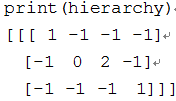 print(hierarchy)
[[[ 1 -1 -1 -1]
[-1 0 2 -1]
[-1 -1 -1 1]]]